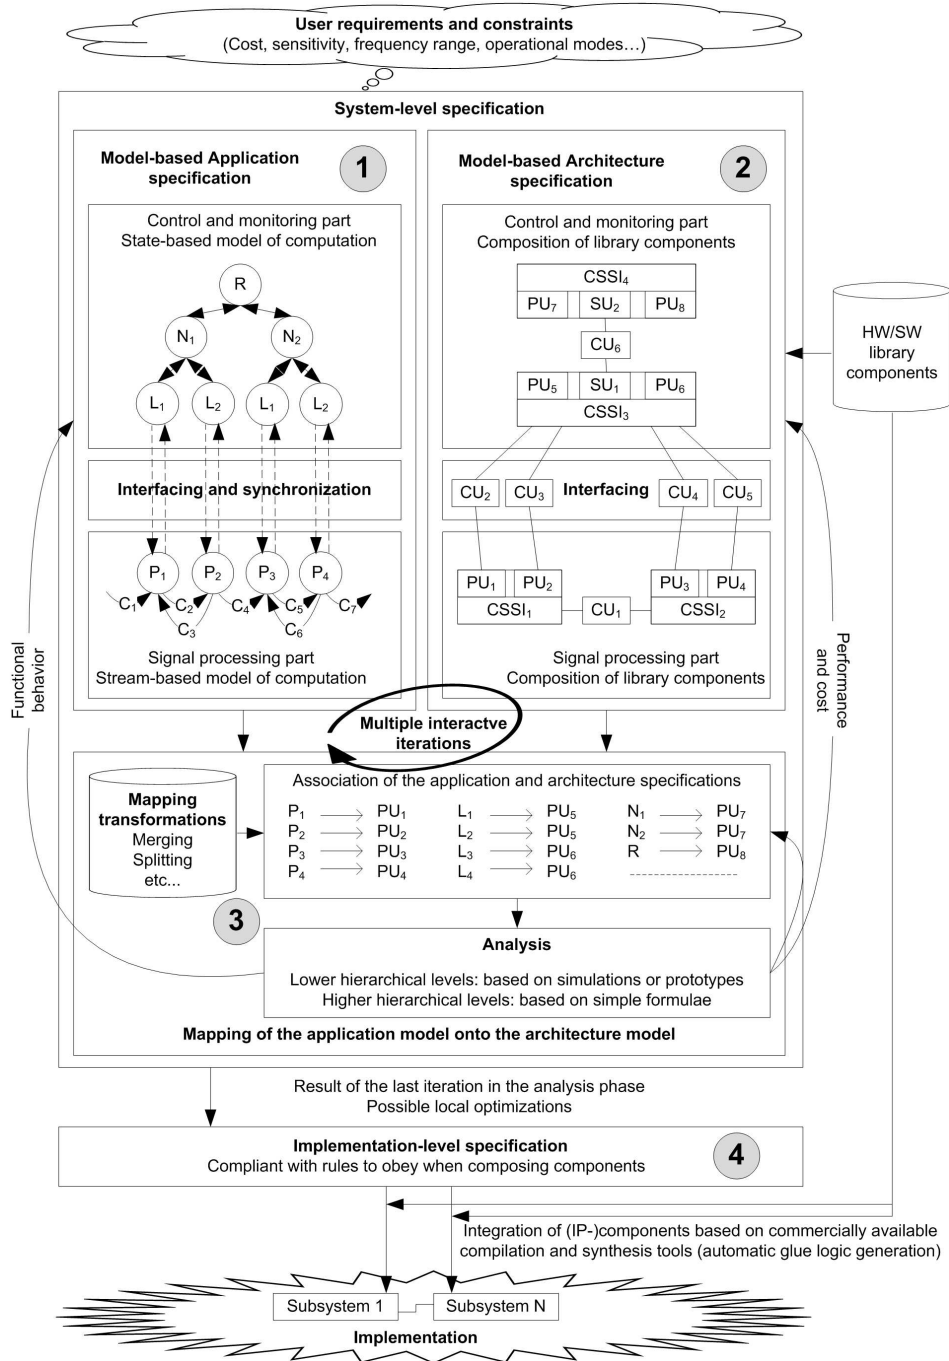 User requirements and constraints
(Cost, sensitivity, frequency range, operational modes…)
System-level specification
Model-based Application
specification
1
Control and monitoring part
State-based model of computation
R
N1 N2
L1 L2 L1 L2
Interfacing and synchronization
P1 P2 P3 P4
C1 C2 C3 C4 C5 C6 C7
Signal processing part
Stream-based model of computation
Model-based Architecture
specification
2
Control and monitoring part
Composition of library components
CSSI4
PU7 SU2 PU8
CU6
PU5 SU1 PU6
CSSI3
CU2 CU3 Interfacing CU4 CU5
PU1 PU2 PU3 PU4
CSSI1 CU1 CSSI2
Signal processing part
Composition of library components
HW/SW
library
components
Functional
behavior
Performance
and cost
Multiple interactve
iterations
Mapping
transformations
Merging
Splitting
etc...
3
Association of the application and architecture specifications
P1 PU1 L1 PU5 N1 PU7
P2 PU2 L2 PU5 N2 PU7
P3 PU3 L3 PU6 R PU8
P4 PU4 L4 PU6
Analysis
Lower hierarchical levels: based on simulations or prototypes
Higher hierarchical levels: based on simple formulae
Mapping of the application model onto the architecture model
Result of the last iteration in the analysis phase
Possible local optimizations
Implementation-level specification
Compliant with rules to obey when composing components
4
Integration of (IP-)components based on commercially available
compilation and synthesis tools (automatic glue logic generation)
Subsystem 1 Subsystem N
Implementation